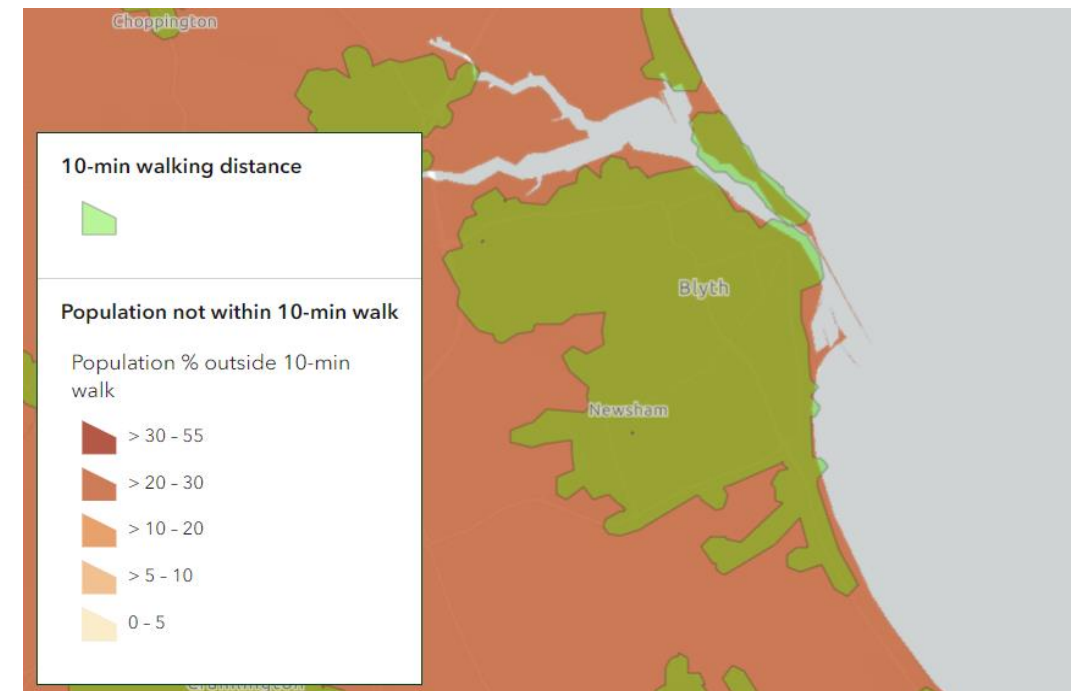 Choppington
10-min walking distance
Population not within 10-min walk
Population % outside 10-min
walk
> 30 – 55
> 20 – 30
> 10 – 20
> 5 – 10
0 – 5
Blyth
Newsham